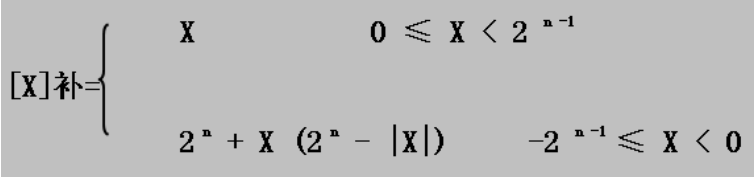 X 0 ≤ X < 2ⁿ⁻¹
[X]补=
2ⁿ + X (2ⁿ - |X|) -2ⁿ⁻¹ ≤ X < 0